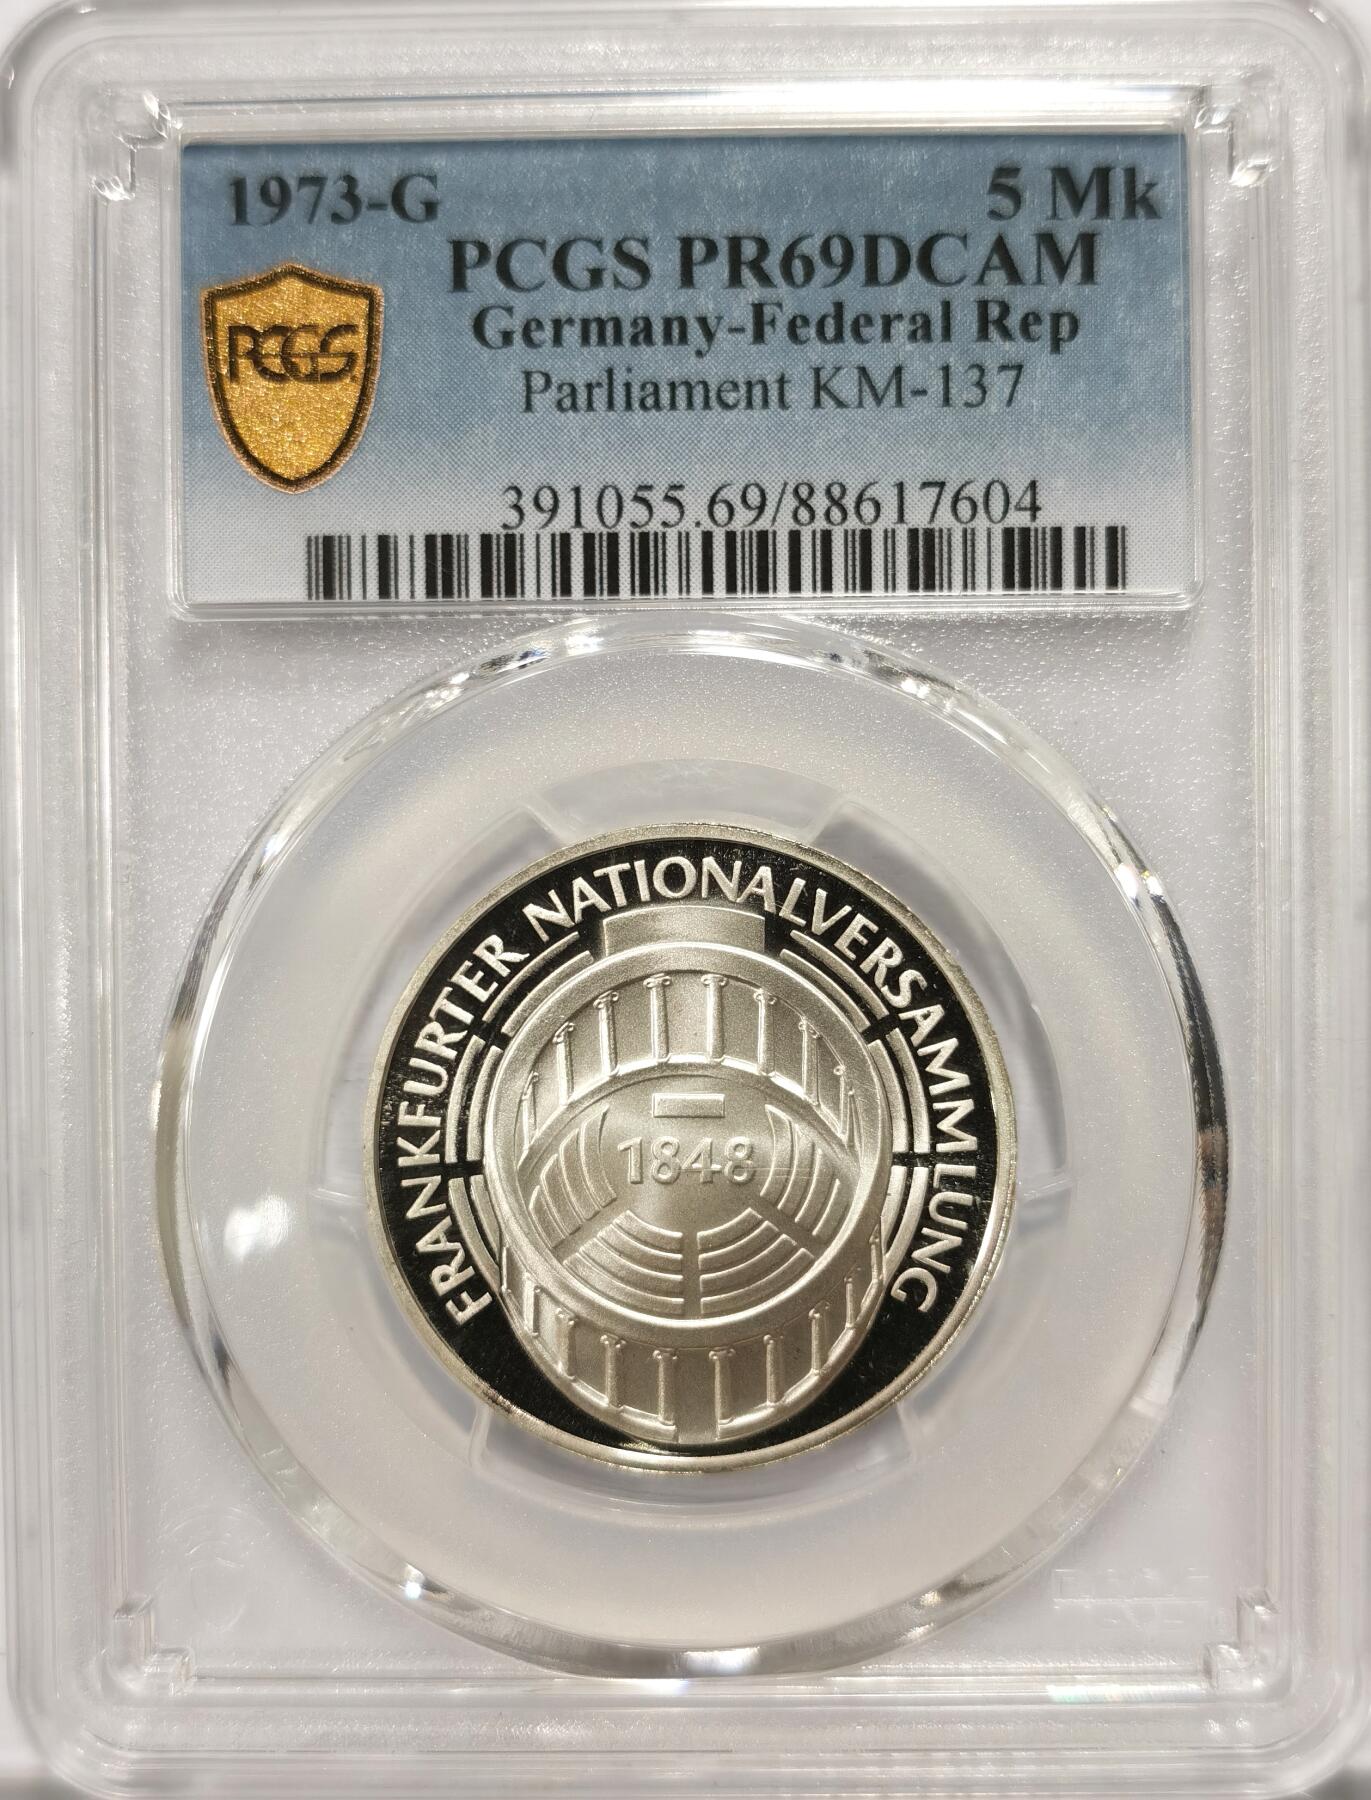 1973-G 5 Mk
PCGS PR69DCAM
Germany-Federal Rep
PCGS
Parliament KM-137
391055.69/88617604
FRANKFURTER NATIONALVERSAMMLUNG
1848